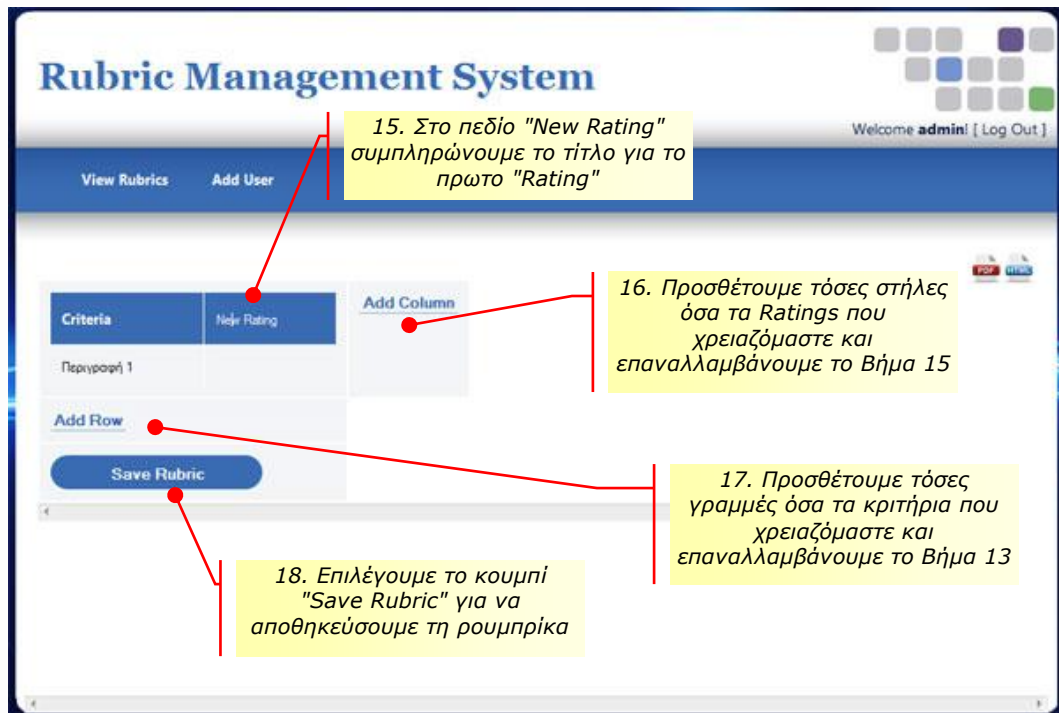 Rubric Management System
Welcome admin! [ Log Out ]
15. Στο πεδίο "New Rating"
συμπληρώνουμε το τίτλο για το
πρωτο "Rating"
View Rubrics Add User
PDF HTML
Criteria New Rating Add Column
Περιγραφή 1
16. Προσθέτουμε τόσες στήλες
όσα τα Ratings που
χρειαζόμαστε και
επαναλλαμβάνουμε το Βήμα 15
Add Row
Save Rubric
17. Προσθέτουμε τόσες
γραμμές όσα τα κριτήρια που
χρειαζόμαστε και
επαναλλαμβάνουμε το Βήμα 13
18. Επιλέγουμε το κουμπί
"Save Rubric" για να
αποθηκεύσουμε τη ρουμπρίκα